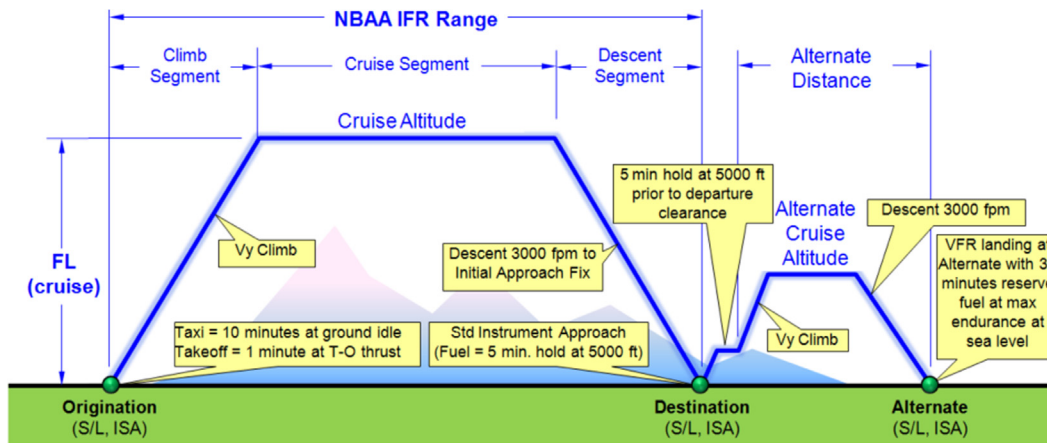 NBAA IFR Range
Climb
Segment
Cruise Segment
Descent
Segment
Alternate
Distance
Cruise Altitude
FL
(cruise)
Vy Climb
Descent 3000 fpm to
Initial Approach Fix
5 min hold at 5000 ft
prior to departure
clearance
Alternate
Cruise
Altitude
Descent 3000 fpm
Vy Climb
VFR landing at
Alternate with 3
minutes reserve
fuel at max
endurance at
sea level
Taxi = 10 minutes at ground idle
Takeoff = 1 minute at T-O thrust
Std Instrument Approach
(Fuel = 5 min. hold at 5000 ft)
Origination
(S/L, ISA)
Destination
(S/L, ISA)
Alternate
(S/L, ISA)